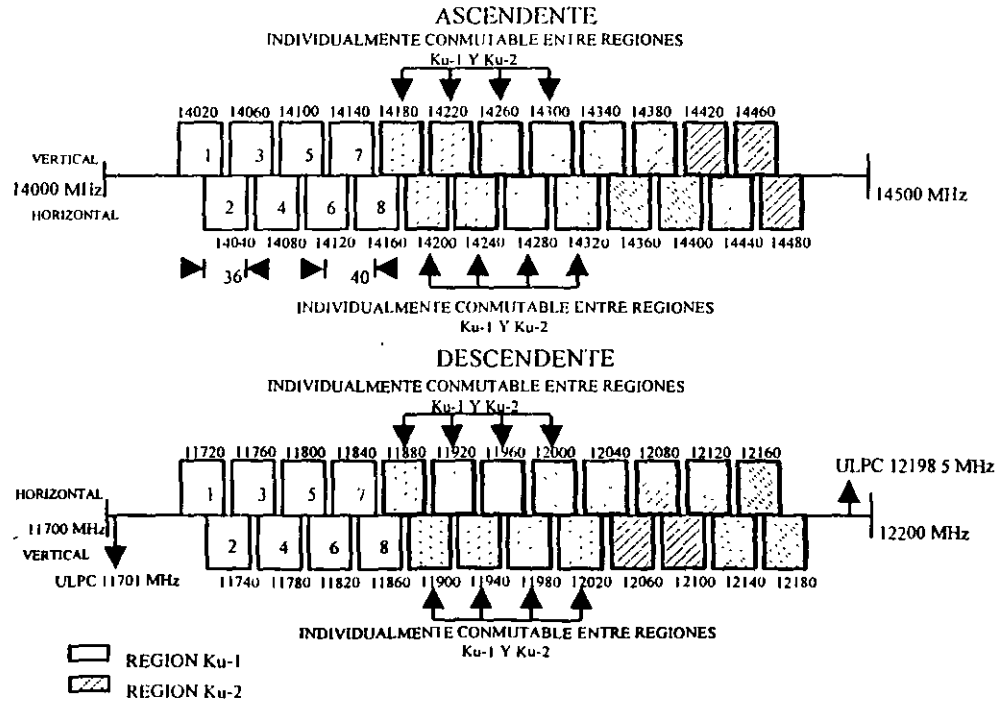 ASCENDENTE
INDIVIDUALMENTE CONMUTABLE ENTRE REGIONES
Ku-1 Y Ku-2
14020 14060 14100 14140 14180 14220 14260 14300 14340 14380 14420 14460
VERTICAL
1 3 5 7
14000 MHz
14500 MHz
HORIZONTAL
2 4 6 8
14040 14080 14120 14160 14200 14240 14280 14320 14360 14400 14440 14480
36 40
INDIVIDUALMENTE CONMUTABLE ENTRE REGIONES
Ku-1 Y Ku-2
DESCENDENTE
INDIVIDUALMENTE CONMUTABLE ENTRE REGIONES
Ku-1 Y Ku-2
11720 11760 11800 11840 11880 11920 11960 12000 12040 12080 12120 12160
ULPC 12198 5 MHz
HORIZONTAL
1 3 5 7
11700 MHz
12200 MHz
VERTICAL
2 4 6 8
ULPC 11701 MHz
11740 11780 11820 11860 11900 11940 11980 12020 12060 12100 12140 12180
INDIVIDUALMENTE CONMUTABLE ENTRE REGIONES
Ku-1 Y Ku-2
REGION Ku-1
REGION Ku-2